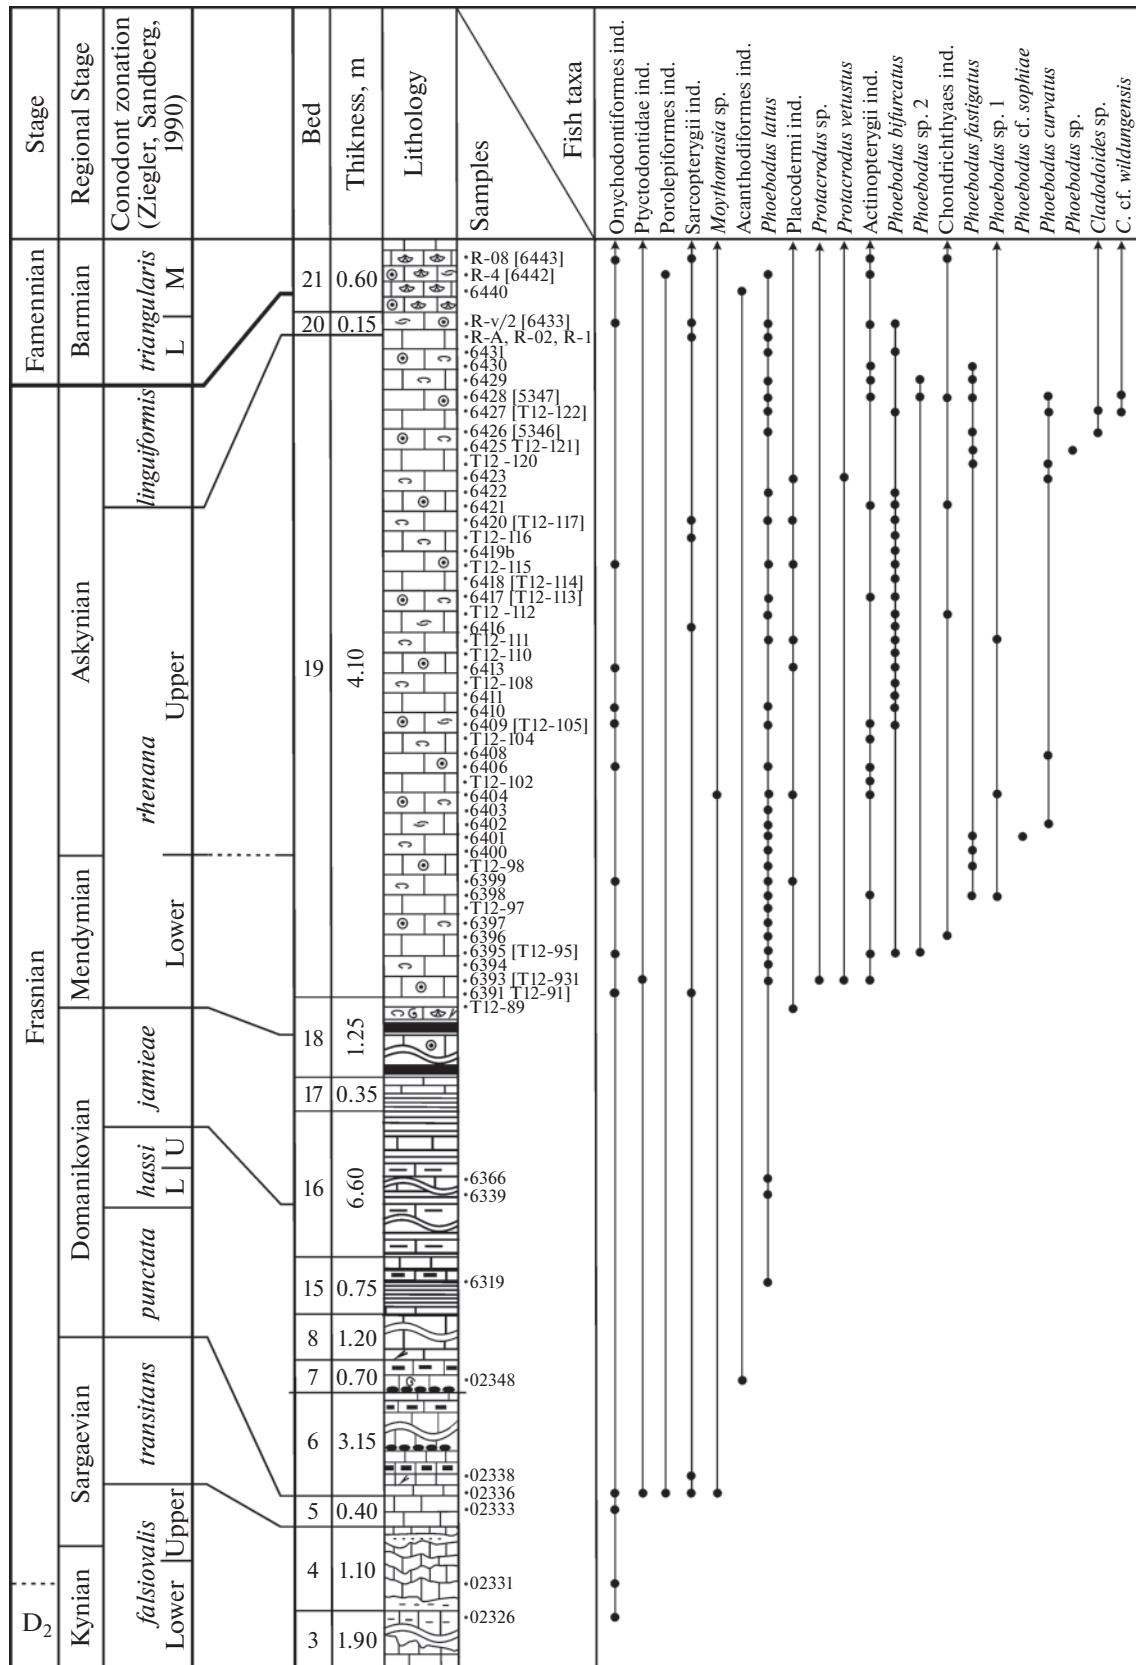 Stage
Regional Stage
Conodont zonation
(Ziegler, Sandberg,
1990)
Bed
Thikness, m
Lithology
Samples
Fish taxa
Onychodontiformes ind.
Ptyctodontidae ind.
Porolepiformes ind.
Sarcopterygii ind.
Moythomasia sp.
Acanthodiformes ind.
Phoebodus latus
Placodermi ind.
Protacrodus sp.
Protacrodus vetustus
Actinopterygii ind.
Phoebodus bifurcatus
Phoebodus sp. 2
Chondrichthyaes ind.
Phoebodus fastigatus
Phoebodus sp. 1
Phoebodus cf. sophiae
Phoebodus curvatus
Phoebodus sp.
Cladodoides sp.
C. cf. wildungensis
Famennian
Frasnian
D2
Barmian
Askynian
Mendymian
Domanikovian
Sargaevian
Kynian
triangularis
L M
linguiformis
rhenana
Upper
Lower
jamieae
hassi
L U
punctata
transitans
falsiovalis
Lower Upper
21 0.60
20 0.15
19 4.10
18 1.25
17 0.35
16 6.60
15 0.75
8 1.20
7 0.70
6 3.15
5 0.40
4 1.10
3 1.90
R-08 [6443]
R-4 [6442]
6440
R-v/2 [6433]
R-A, R-02, R-1
6431
6430
6429
6428 [5347]
6427 [T12-122]
6426 [5346]
6425 T12-121]
T12 -120
6423
6422
6421
6420 [T12-117]
T12-116
6419b
T12-115
6418 [T12-114]
6417 [T12-113]
T12 -112
6416
T12-111
T12-110
6413
T12-108
6411
6410
6409 [T12-105]
T12-104
6408
6406
T12-102
6404
6403
6402
6401
6400
T12-98
6399
6398
T12-97
6397
6396
6395 [T12-95]
6394
6393 [T12-931
6391 T12-91]
T12-89
6366
6339
6319
02348
02338
02336
02333
02331
02326